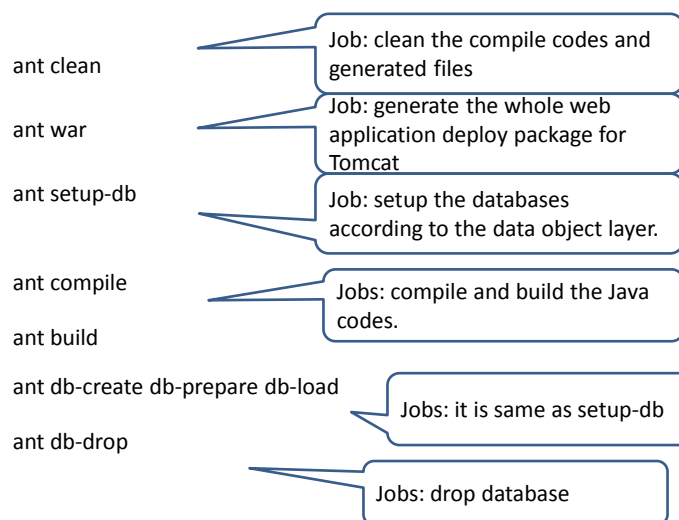 Job: clean the compile codes and
generated files
ant clean
Job: generate the whole web
application deploy package for
Tomcat
ant war
Job: setup the databases
according to the data object layer.
ant setup-db
ant compile
Jobs: compile and build the Java
codes.
ant build
ant db-create db-prepare db-load
Jobs: it is same as setup-db
ant db-drop
Jobs: drop database